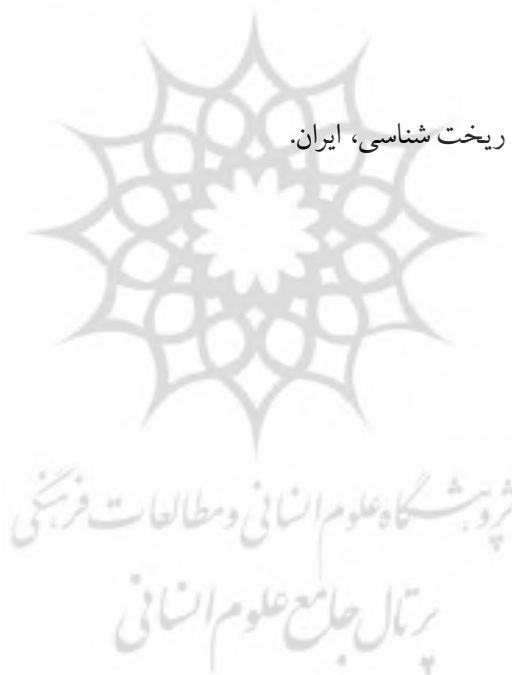 ریخت شناسی، ایران.
پژوهشگاه علوم انسانی و مطالعات فرهنگی
پرتال جامع علوم انسانی